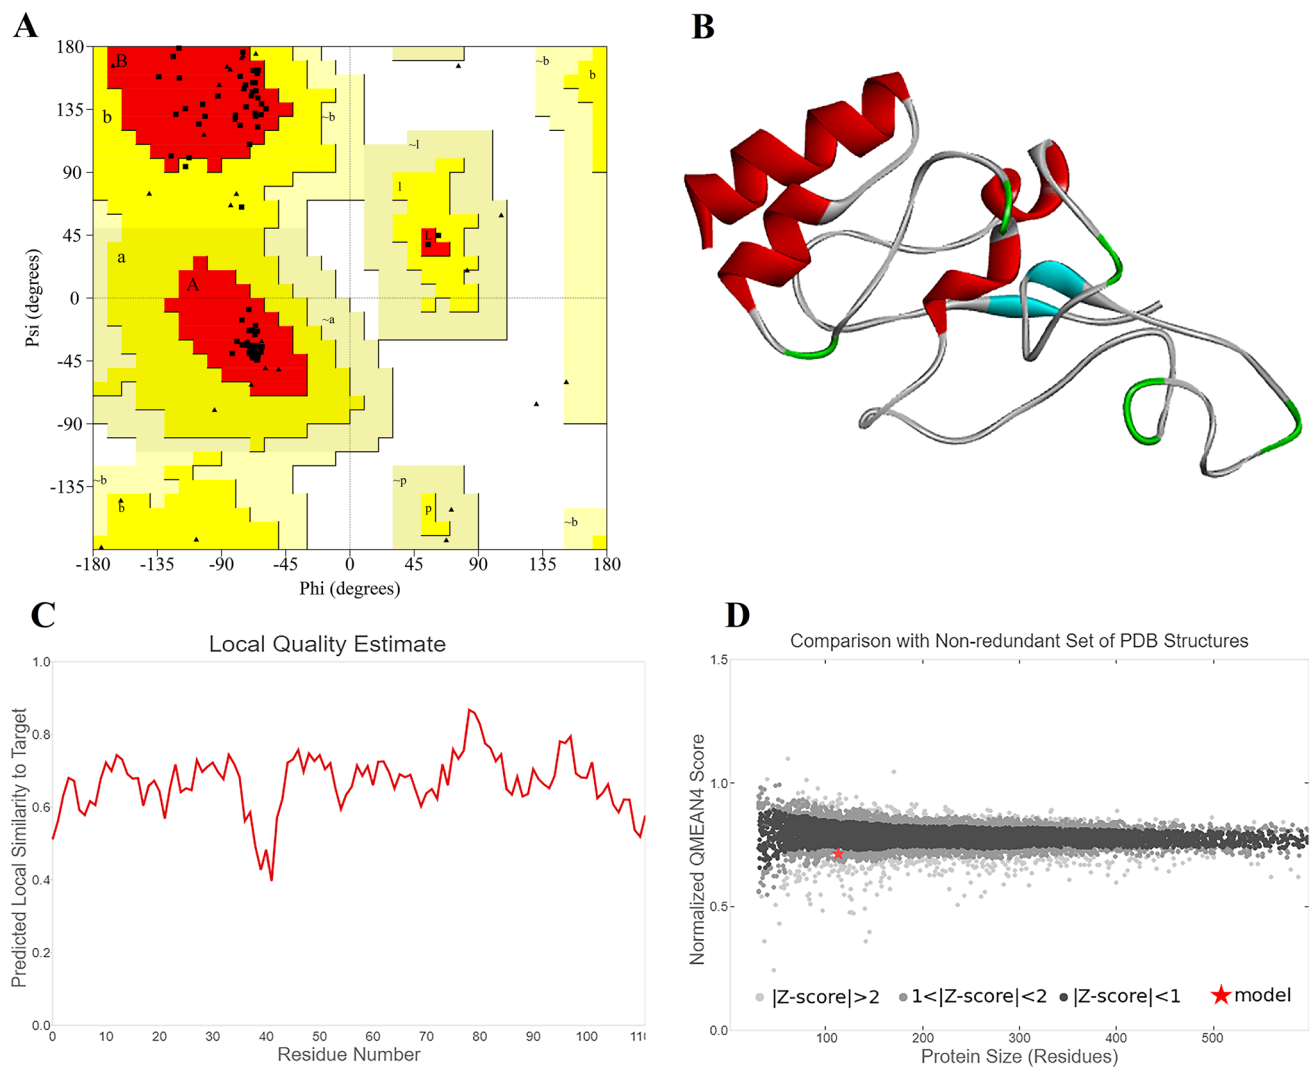 A
B
180
135
90
45
0
-45
-90
-135
-180
-135
-90
-45
0
45
90
135
180
Psi (degrees)
Phi (degrees)
B
b
~b
~b
b
~l
l
L
a
A
~a
~b
b
~p
p
~b
C
Local Quality Estimate
Predicted Local Similarity to Target
1.0
0.8
0.6
0.4
0.2
0.0
0
10
20
30
40
50
60
70
80
90
100
Residue Number
D
Comparison with Non-redundant Set of PDB Structures
Normalized QMEAN4 Score
1.5
1.0
0.5
0.0
|Z-score|>2
1<|Z-score|<2
|Z-score|<1
model
100
200
300
400
500
Protein Size (Residues)